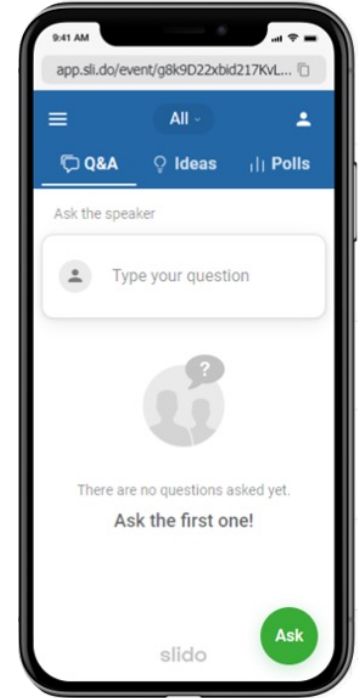 9:41 AM
app.sli.do/event/g8k9D22xbid217KvL...
All
Q&A Ideas Polls
Ask the speaker
Type your question
?
There are no questions asked yet.
Ask the first one!
Ask
slido